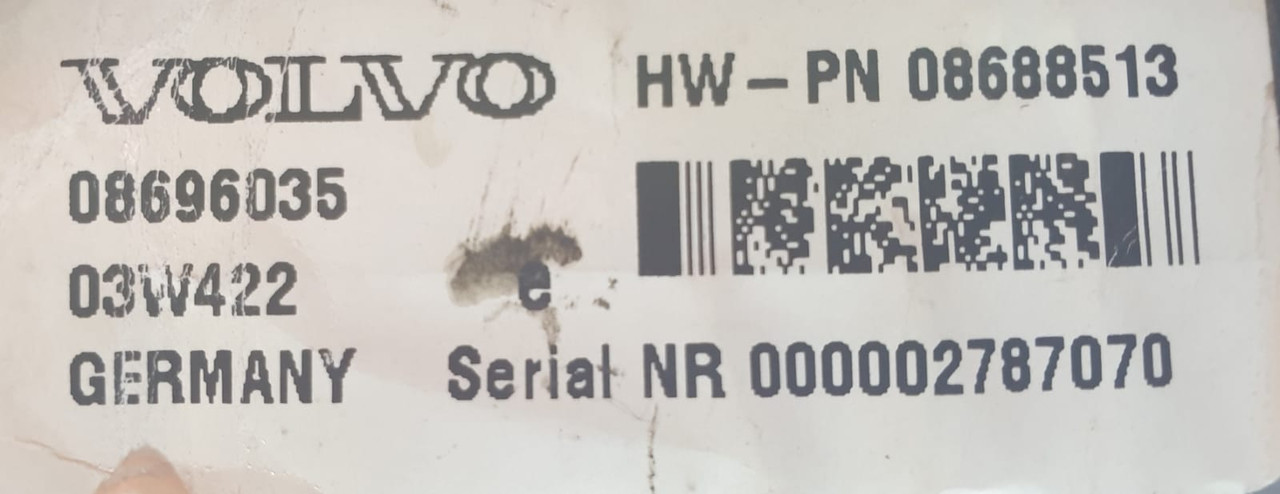 VOLVO HW-PN 08688513
08696035
03W422 e
GERMANY Serial NR 000002787070